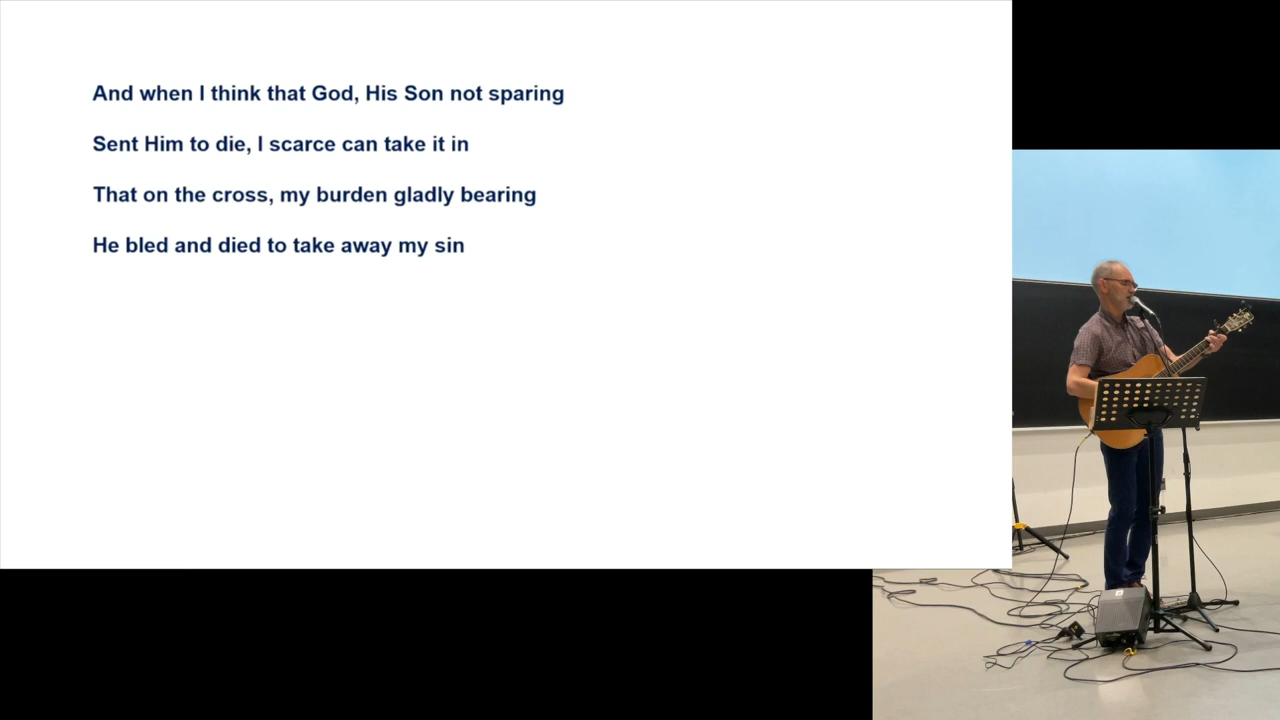 And when I think that God, His Son not sparing
Sent Him to die, I scarce can take it in
That on the cross, my burden gladly bearing
He bled and died to take away my sin